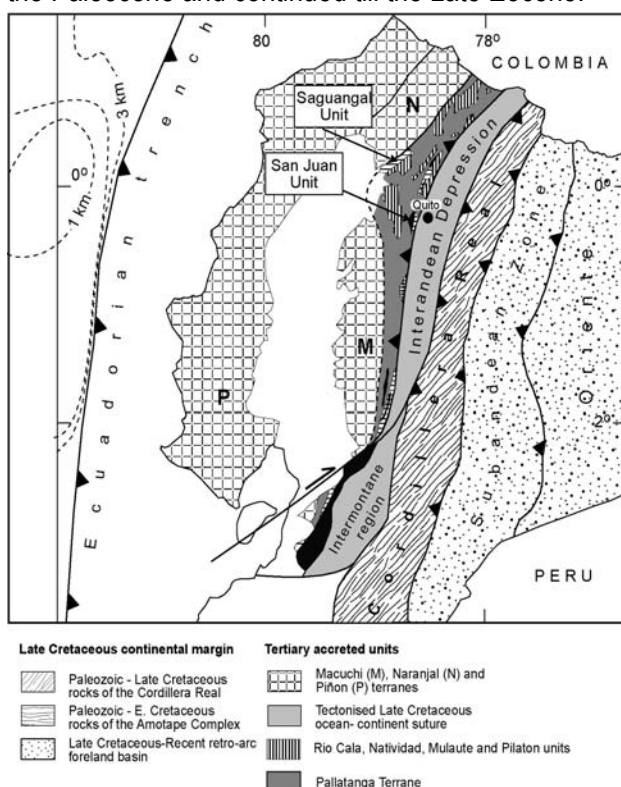 the Paleocene and continued till the Late Eocene.
80
78°
COLOMBIA
Saguangal
Unit
N
3 km
San Juan
Unit
0°
0°
1 km
Quito
Ecuadorian trench
Interandean Depression
Cordillera Real
Subandean Zone
Oriente
M
P
2°
Intermontane
region
PERU
Late Cretaceous continental margin
Paleozoic - Late Cretaceous
rocks of the Cordillera Real
Paleozoic - E. Cretaceous
rocks of the Amotape Complex
Late Cretaceous-Recent retro-arc
foreland basin
Tertiary accreted units
Macuchi (M), Naranjal (N) and
Piñon (P) terranes
Tectonised Late Cretaceous
ocean- continent suture
Rio Cala, Natividad, Mulaute and Pilaton units
Pallatanga Terrane